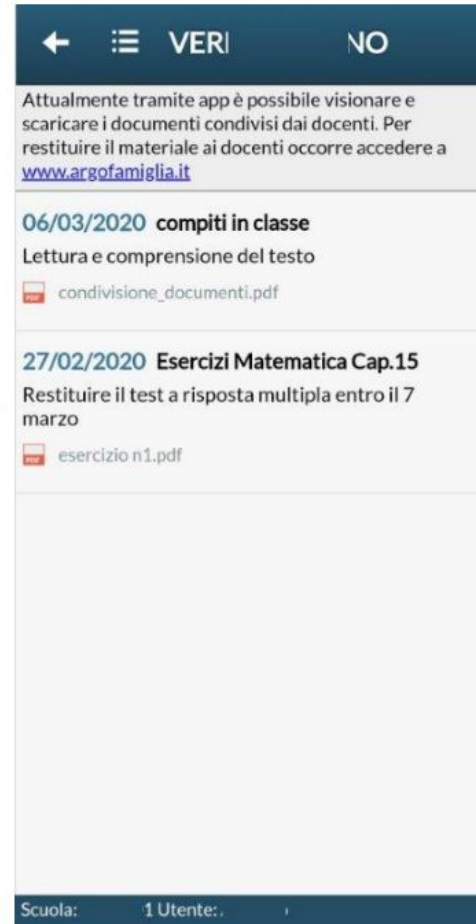 VERI NO
Attualmente tramite app è possibile visionare e
scaricare i documenti condivisi dai docenti. Per
restituire il materiale ai docenti occorre accedere a
www.argofamiglia.it
06/03/2020 compiti in classe
Lettura e comprensione del testo
PDF condivisione_documenti.pdf
27/02/2020 Esercizi Matematica Cap.15
Restituire il test a risposta multipla entro il 7
marzo
PDF esercizio n1.pdf
Scuola: 1 Utente: